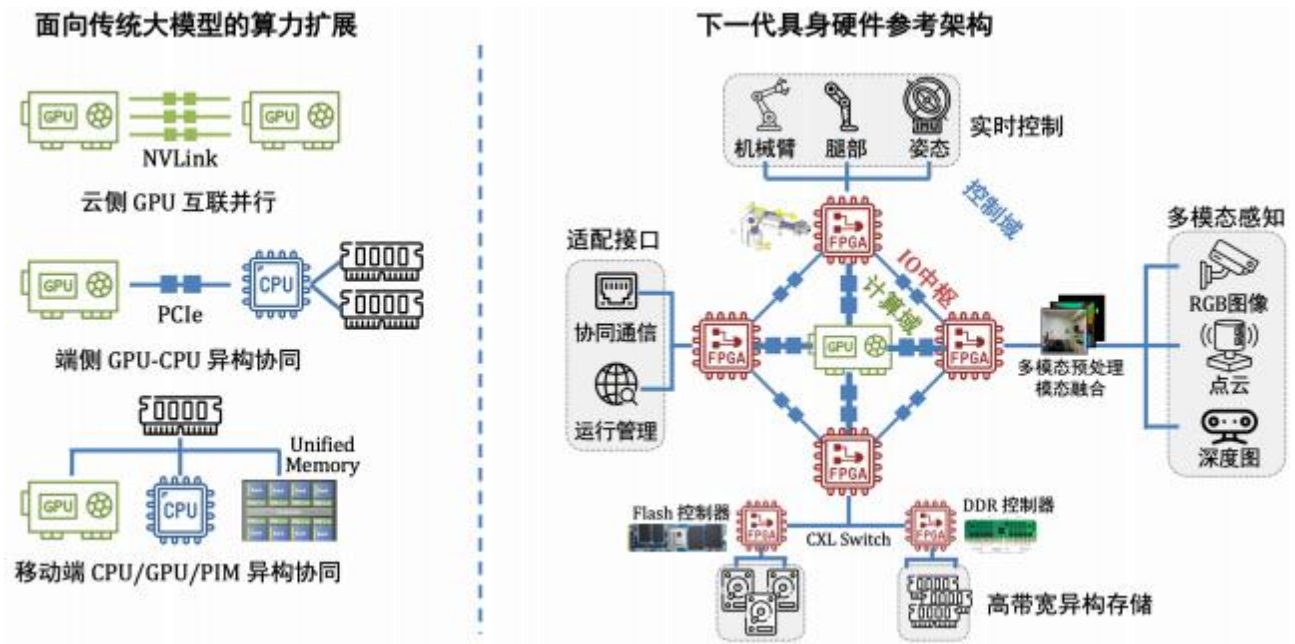 面向传统大模型的算力扩展
GPU
GPU
NVLink
云侧 GPU 互联并行
GPU
PCIe
CPU
端侧 GPU-CPU 异构协同
Unified
Memory
GPU
CPU
移动端 CPU/GPU/PIM 异构协同
下一代具身硬件参考架构
机械臂
腿部
IMU
姿态
实时控制
控制域
IO中枢
计算域
FPGA
适配接口
协同通信
运行管理
FPGA
GPU
FPGA
多模态预处理
模态融合
多模态感知
RGB图像
点云
深度图
FPGA
Flash 控制器
FPGA
CXL Switch
FPGA
DDR 控制器
高带宽异构存储